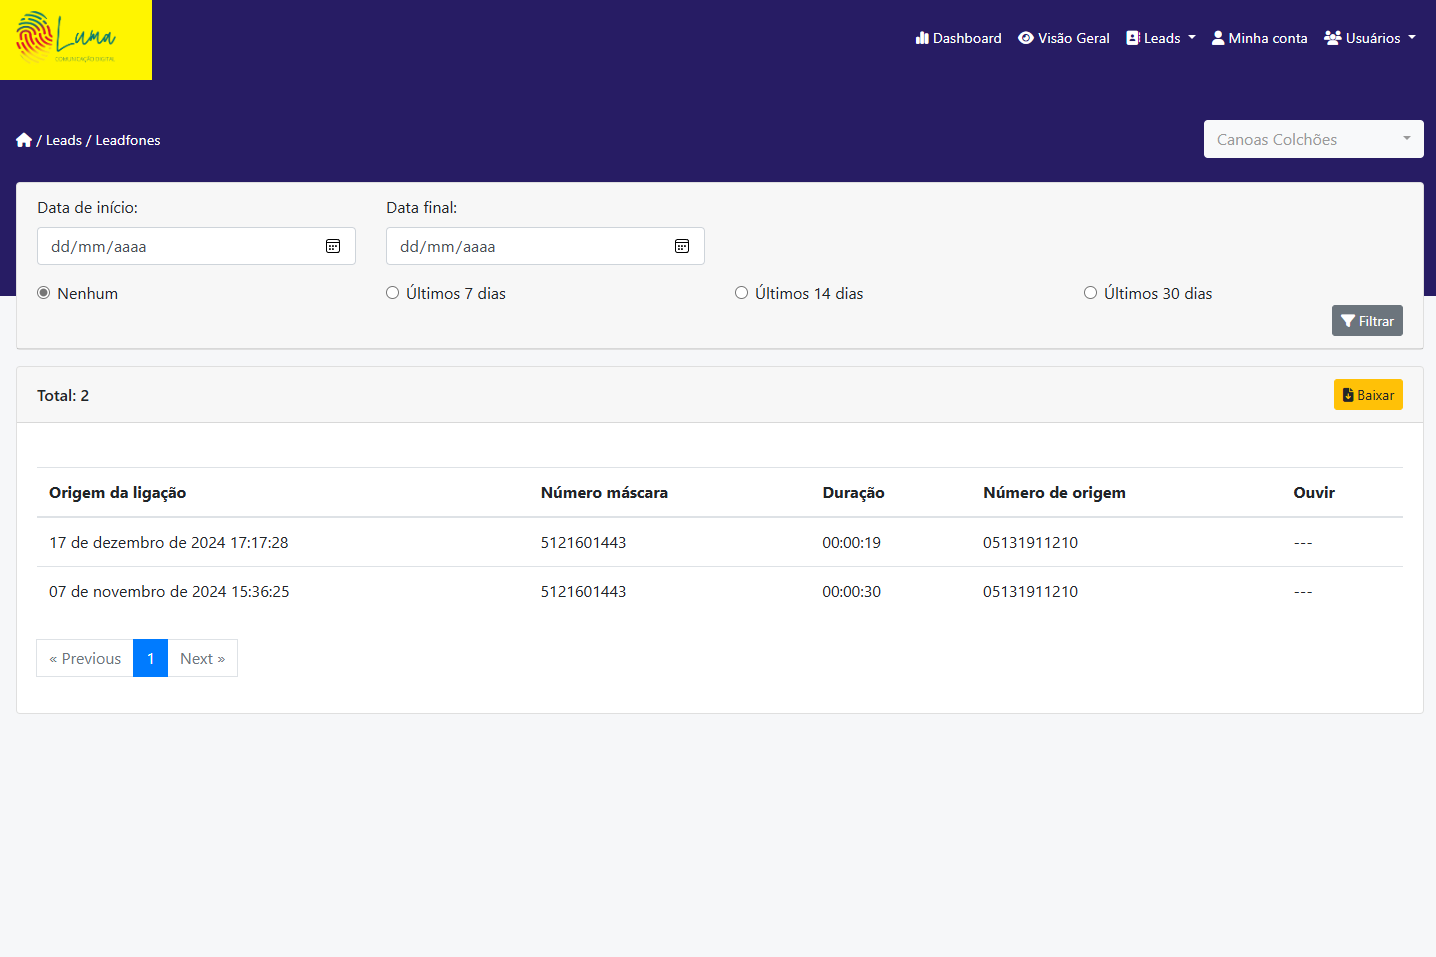 Luma
COMUNICAÇÃO DIGITAL
Dashboard Visão Geral Leads Minha conta Usuários
/ Leads / Leadfones
Canoas Colchões
Data de início: Data final:
dd/mm/aaaa dd/mm/aaaa
Nenhum Últimos 7 dias Últimos 14 dias Últimos 30 dias
Filtrar
Total: 2 Baixar
Origem da ligação Número máscara Duração Número de origem Ouvir
17 de dezembro de 2024 17:17:28 5121601443 00:00:19 05131911210 ---
07 de novembro de 2024 15:36:25 5121601443 00:00:30 05131911210 ---
« Previous 1 Next »